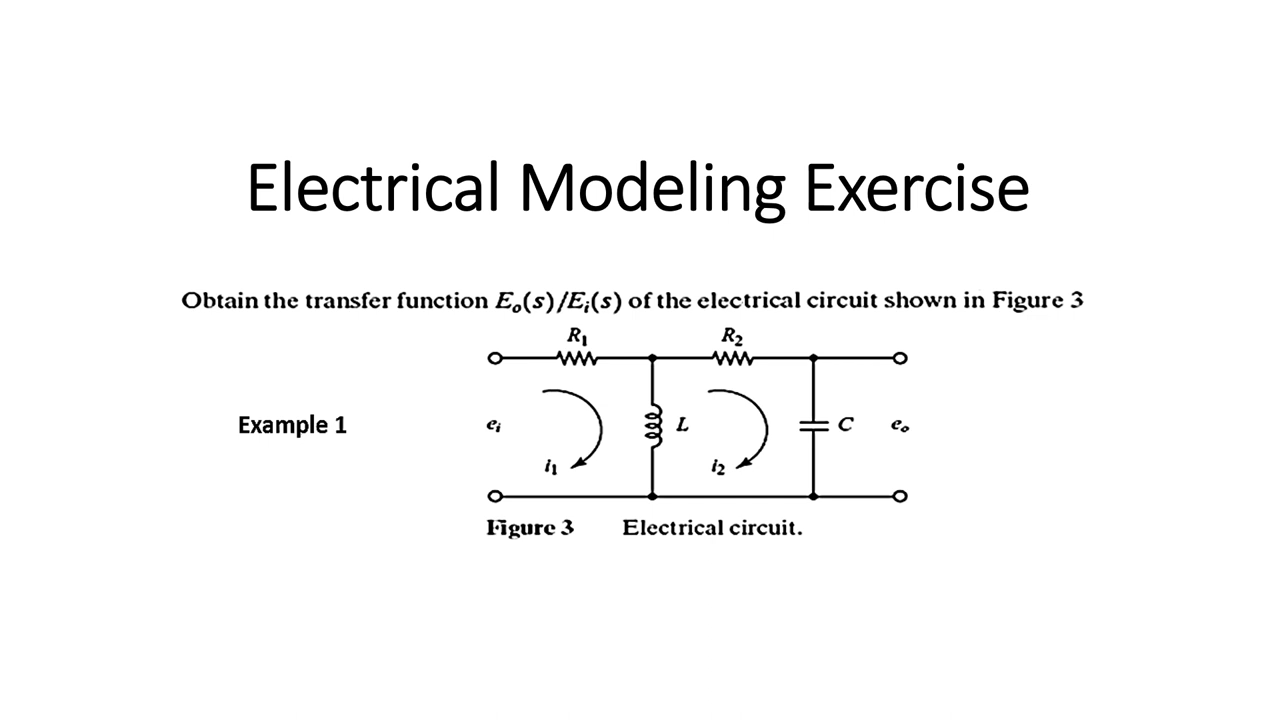 Electrical Modeling Exercise
Obtain the transfer function Eₒ(s)/Eᵢ(s) of the electrical circuit shown in Figure 3
R₁ R₂
Example 1 eᵢ L C eₒ
i₁ i₂
Figure 3 Electrical circuit.